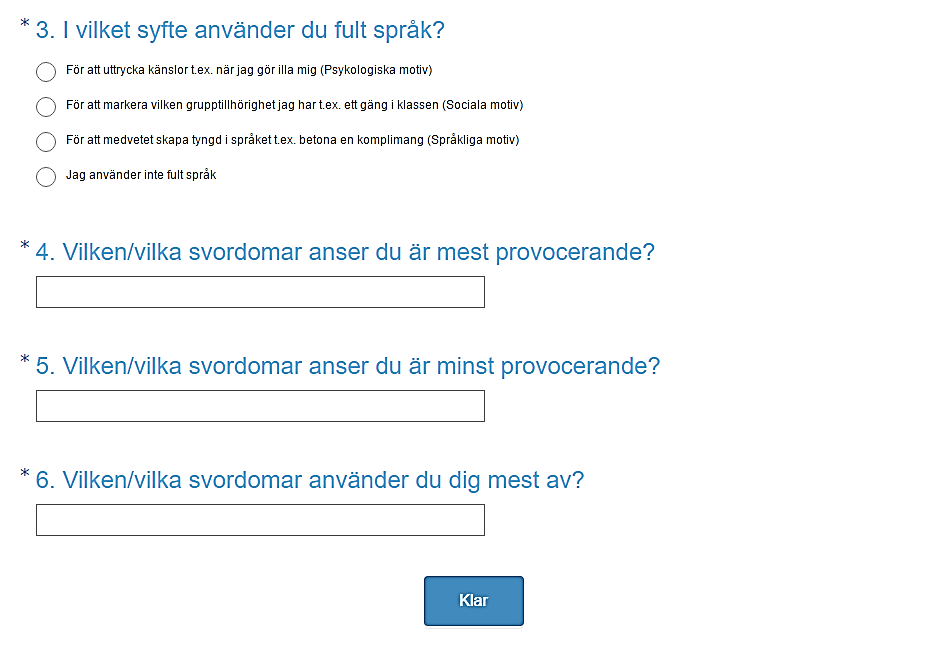 * 3. I vilket syfte använder du fult språk?
För att uttrycka känslor t.ex. när jag gör illa mig (Psykologiska motiv)
För att markera vilken grupptillhörighet jag har t.ex. ett gäng i klassen (Sociala motiv)
För att medvetet skapa tyngd i språket t.ex. betona en komplimang (Språkliga motiv)
Jag använder inte fult språk
* 4. Vilken/vilka svordomar anser du är mest provocerande?
* 5. Vilken/vilka svordomar anser du är minst provocerande?
* 6. Vilken/vilka svordomar använder du dig mest av?
Klar